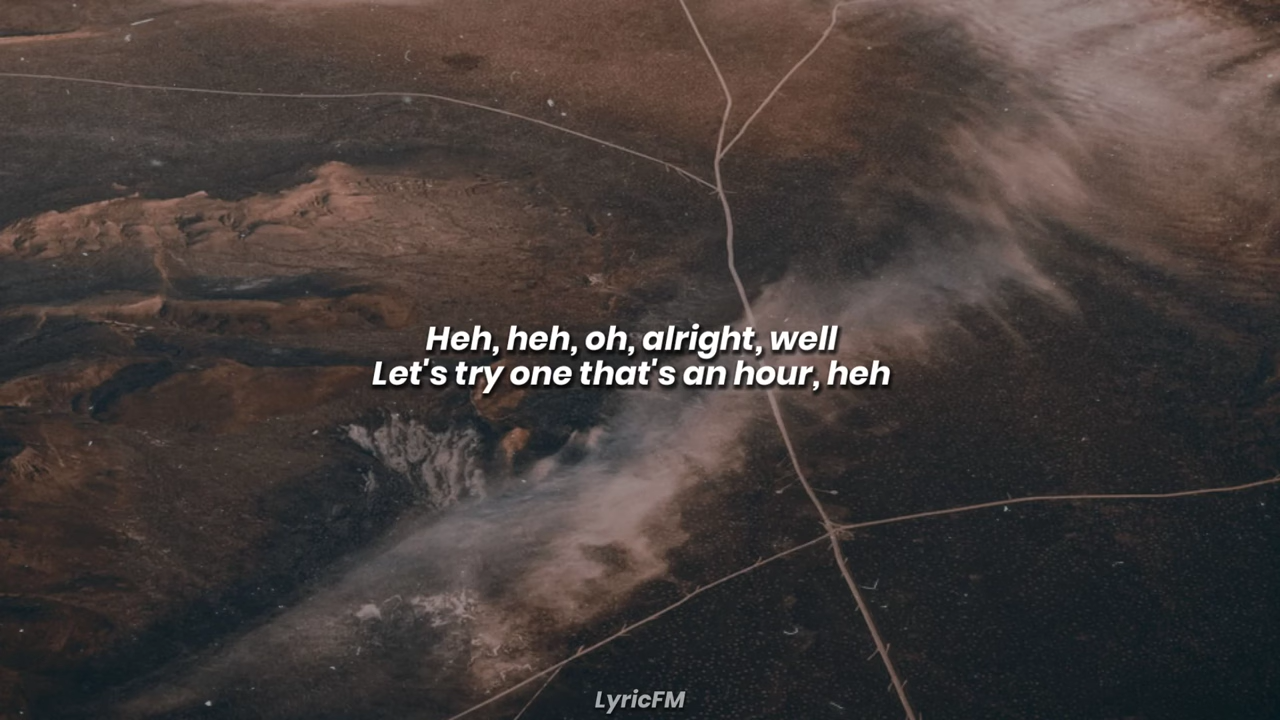 Heh, heh, oh, alright, well
Let's try one that's an hour, heh
LyricFM